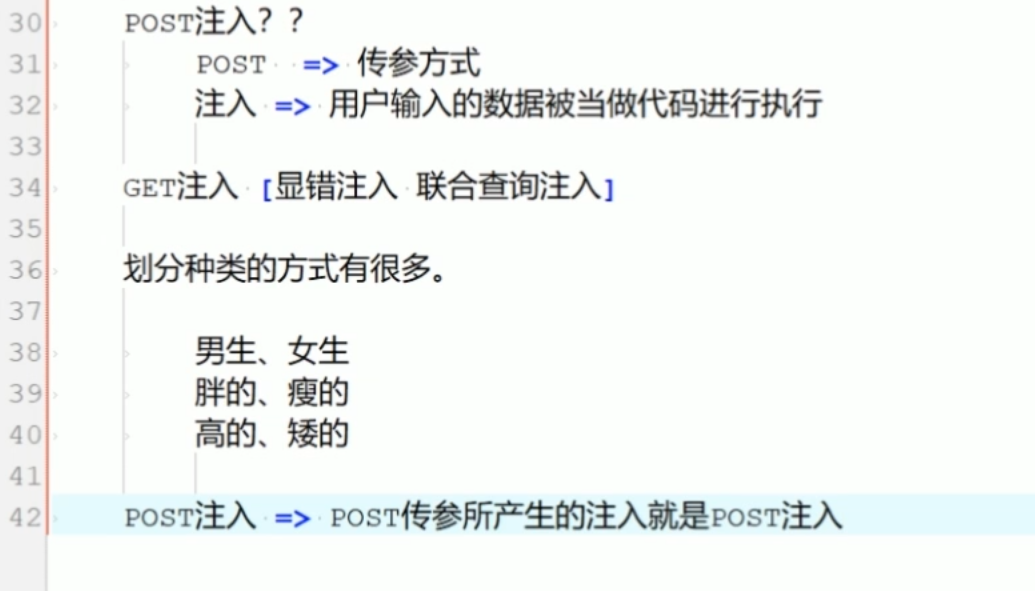 30 POST注入？？
31 POST => 传参方式
32 注入 => 用户输入的数据被当做代码进行执行
33
34 GET注入 [显错注入 联合查询注入]
35
36 划分种类的方式有很多。
37
38 男生、女生
39 胖的、瘦的
40 高的、矮的
41
42 POST注入 => POST传参所产生的注入就是POST注入